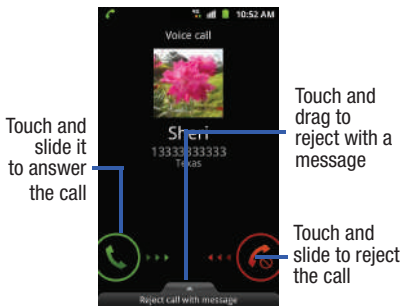 10:52 AM
Voice call
Sheri
13333333333
Texas
Reject call with message
Touch and
slide it
to answer
the call
Touch and
drag to
reject with a
message
Touch and
slide to reject
the call